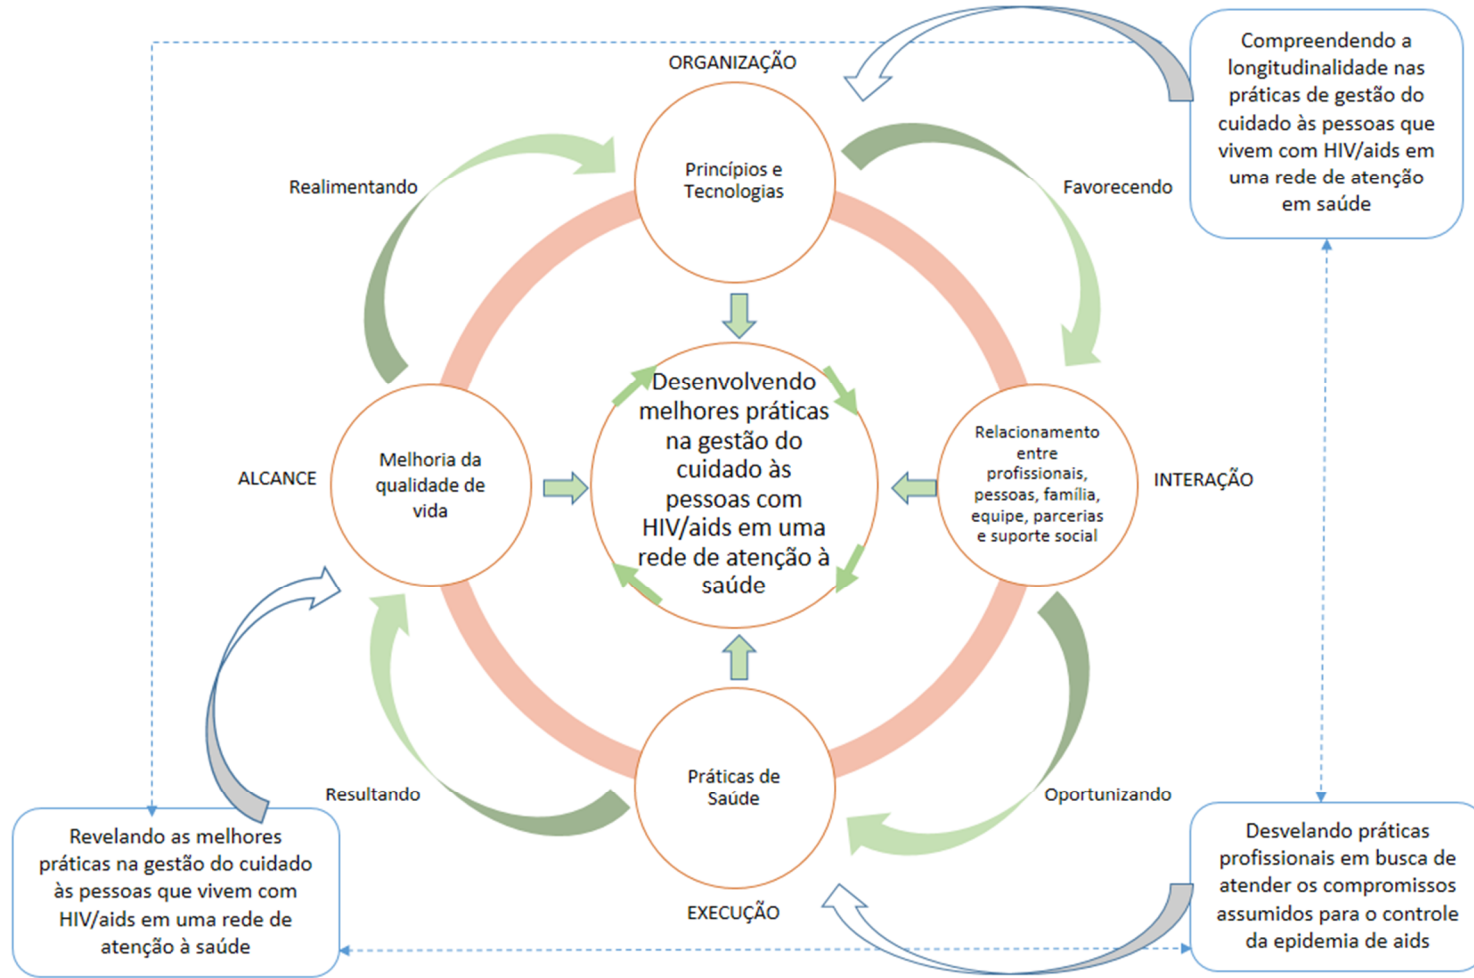 ORGANIZAÇÃO
Princípios e
Tecnologias
Realimentando
Favorecendo
Compreendendo a
longitudinalidade nas
práticas de gestão do
cuidado às pessoas que
vivem com HIV/aids em
uma rede de atenção
em saúde
ALCANCE
Melhoria da
qualidade de
vida
Desenvolvendo
melhores práticas
na gestão do
cuidado às
pessoas com
HIV/aids em uma
rede de atenção à
saúde
Relacionamento
entre
profissionais,
pessoas, família,
equipe, parcerias
e suporte social
INTERAÇÃO
Resultando
Práticas de
Saúde
Oportunizando
EXECUÇÃO
Revelando as melhores
práticas na gestão do cuidado
às pessoas que vivem com
HIV/aids em uma rede de
atenção à saúde
Desvelando práticas
profissionais em busca de
atender os compromissos
assumidos para o controle
da epidemia de aids